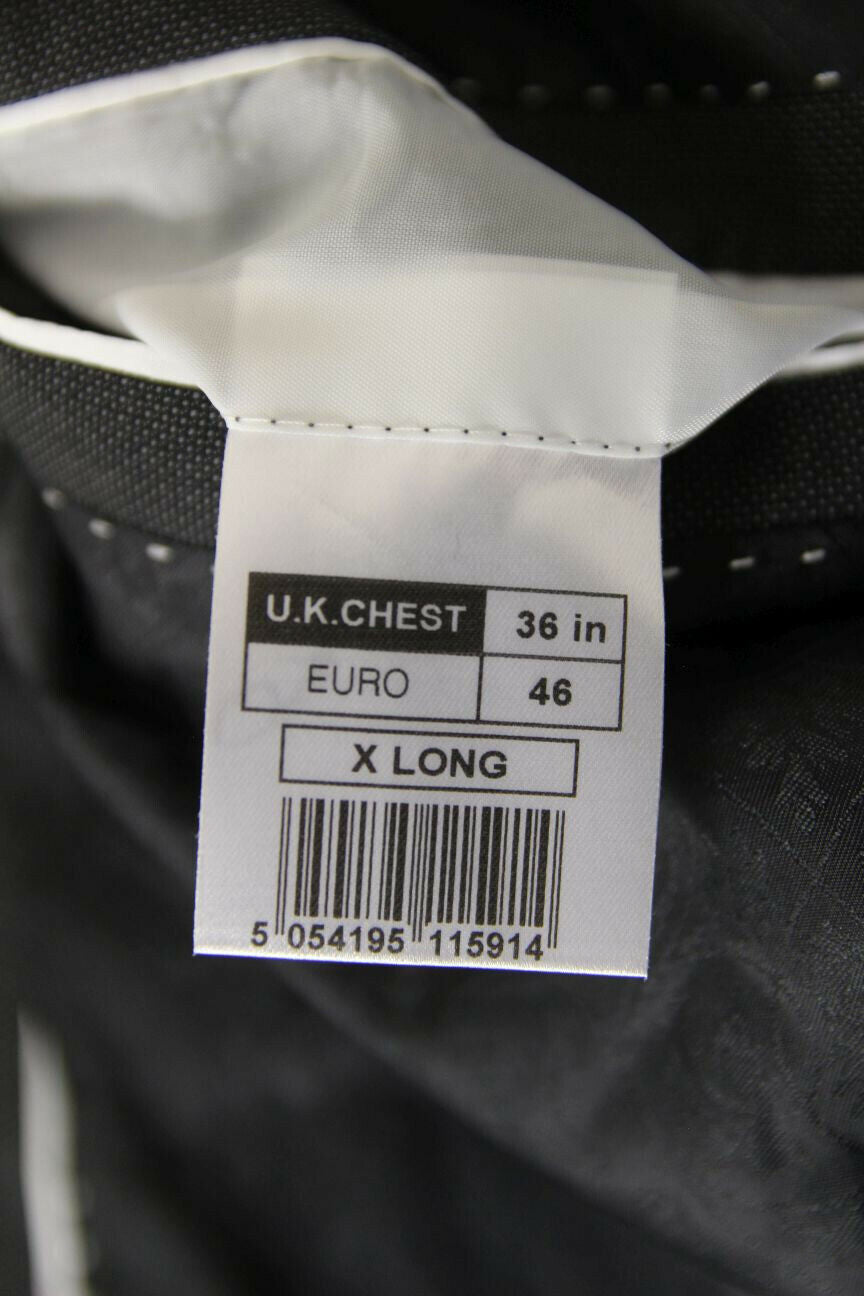 U.K.CHEST 36 in
EURO 46
X LONG
5 054195 115914